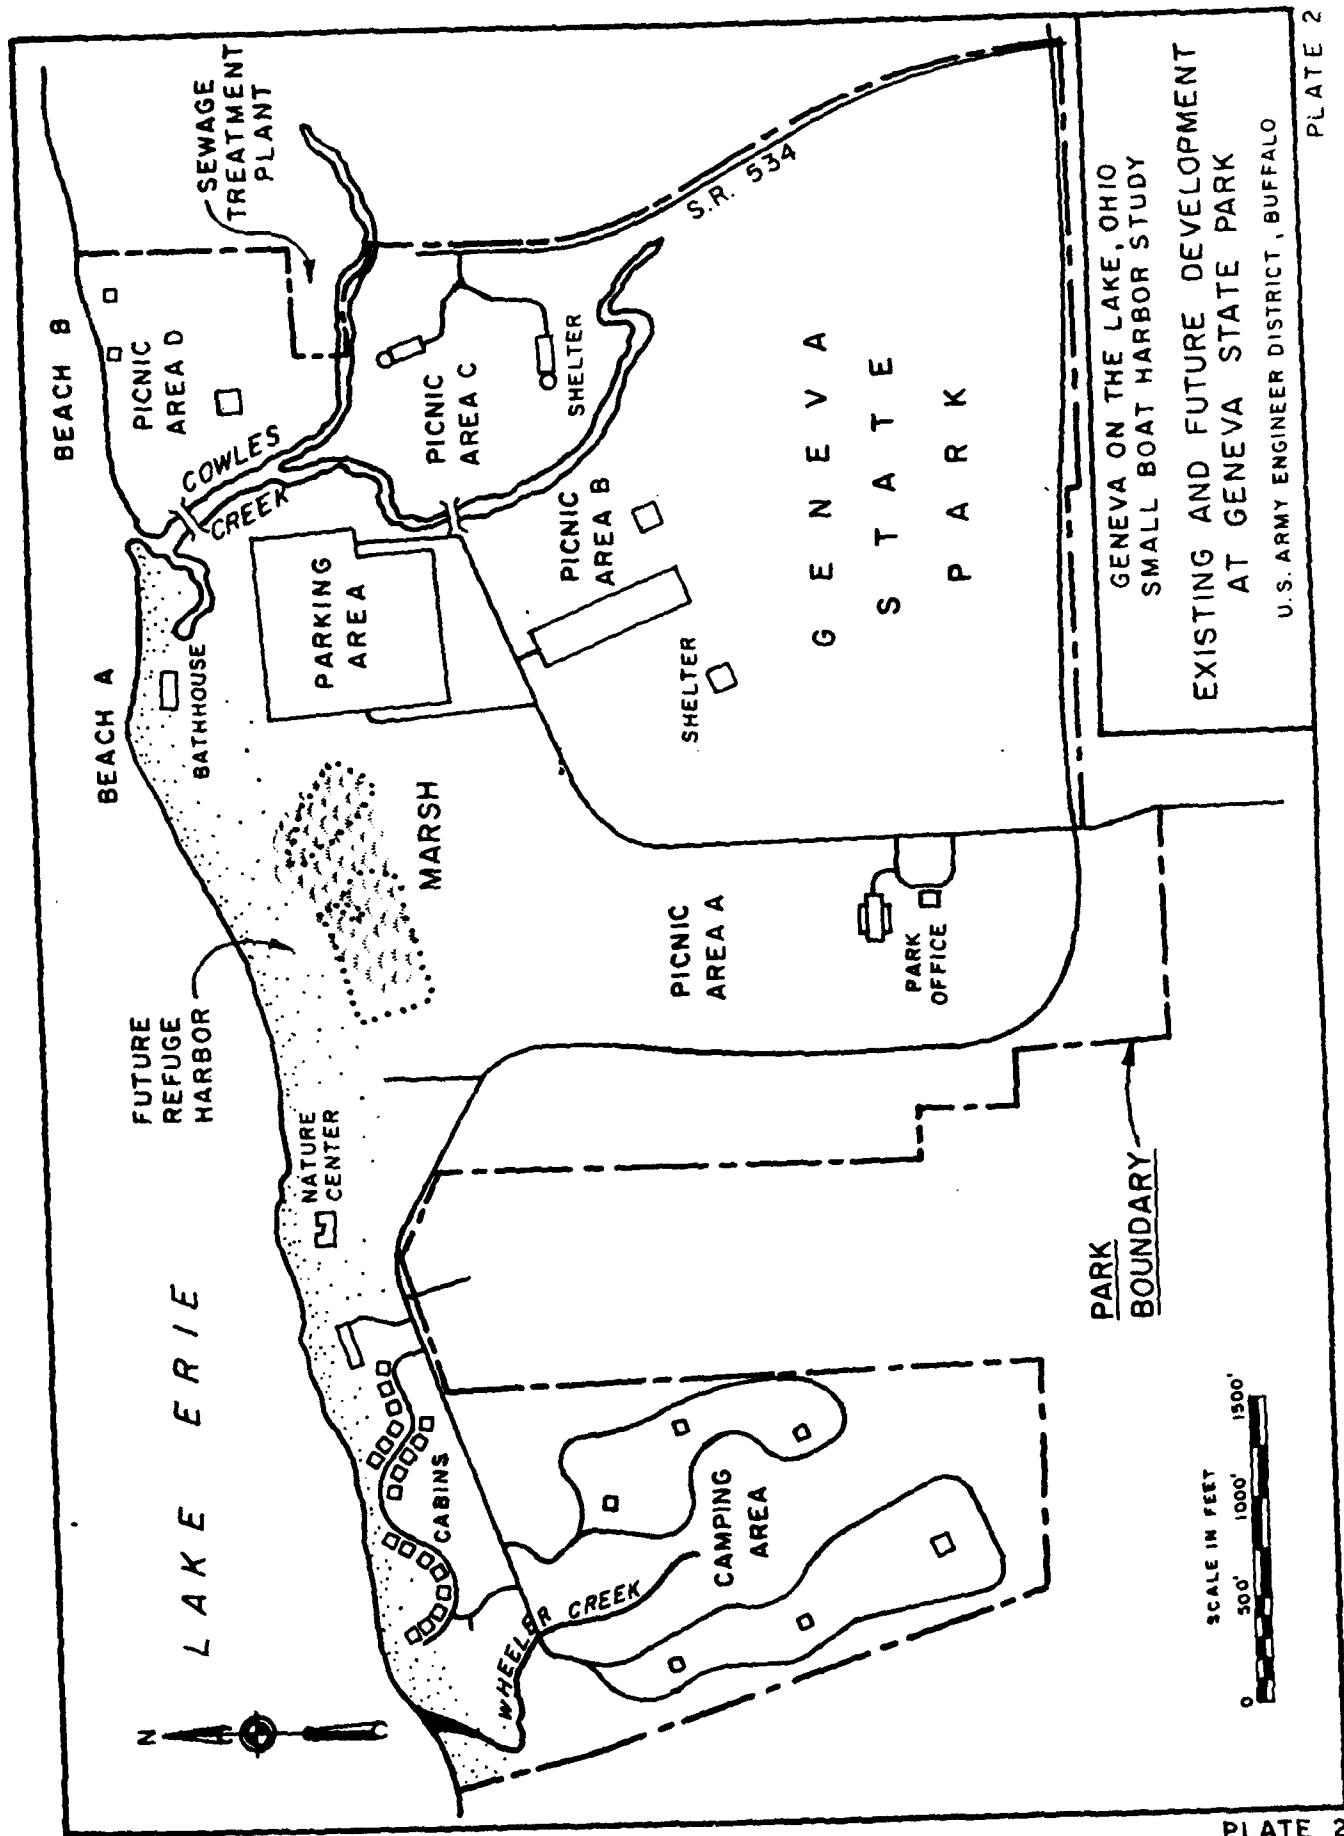 PLATE 2
LAKE ERIE
N
BEACH A
BEACH B
FUTURE
REFUGE
HARBOR
SEWAGE
TREATMENT
PLANT
PICNIC
AREA D
COWLES
CREEK
BATHHOUSE
PARKING
AREA
PICNIC
AREA C
SHELTER
S.R. 534
NATURE
CENTER
MARSH
CABINS
WHEELER CREEK
CAMPING
AREA
PICNIC
AREA B
SHELTER
PICNIC
AREA A
PARK
OFFICE
GENEVA
STATE
PARK
PARK
BOUNDARY
SCALE IN FEET
0 500' 1000' 1500'
GENEVA ON THE LAKE, OHIO
SMALL BOAT HARBOR STUDY
EXISTING AND FUTURE DEVELOPMENT
AT GENEVA STATE PARK
U.S. ARMY ENGINEER DISTRICT, BUFFALO
PLATE 2